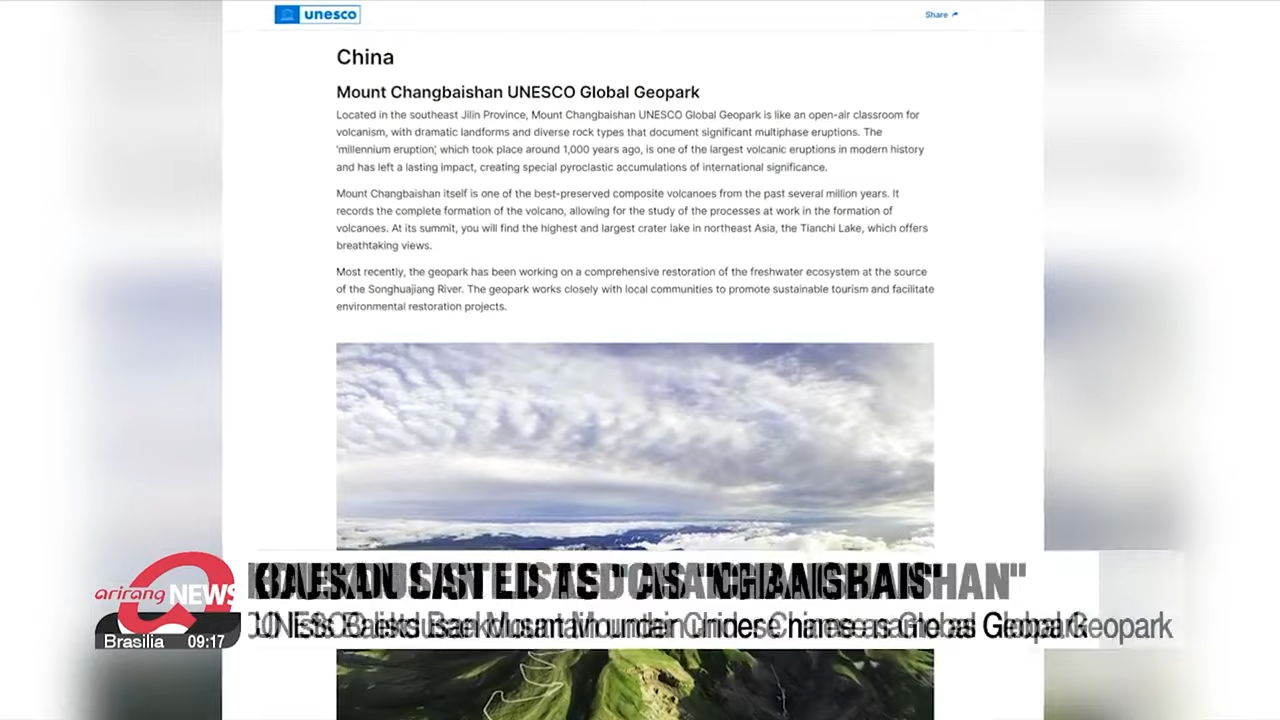 unesco
Share
China
Mount Changbaishan UNESCO Global Geopark
Located in the southeast Jilin Province, Mount Changbaishan UNESCO Global Geopark is like an open-air classroom for
volcanism, with dramatic landforms and diverse rock types that document significant multiphase eruptions. The
'millennium eruption', which took place around 1,000 years ago, is one of the largest volcanic eruptions in modern history
and has left a lasting impact, creating special pyroclastic accumulations of international significance.
Mount Changbaishan itself is one of the best-preserved composite volcanoes from the past several million years. It
records the complete formation of the volcano, allowing for the study of the processes at work in the formation of
volcanoes. At its summit, you will find the highest and largest crater lake in northeast Asia, the Tianchi Lake, which offers
breathtaking views.
Most recently, the geopark has been working on a comprehensive restoration of the freshwater ecosystem at the source
of the Songhuajiang River. The geopark works closely with local communities to promote sustainable tourism and facilitate
environmental restoration projects.
arirang NEWS
Brasilia 09:17